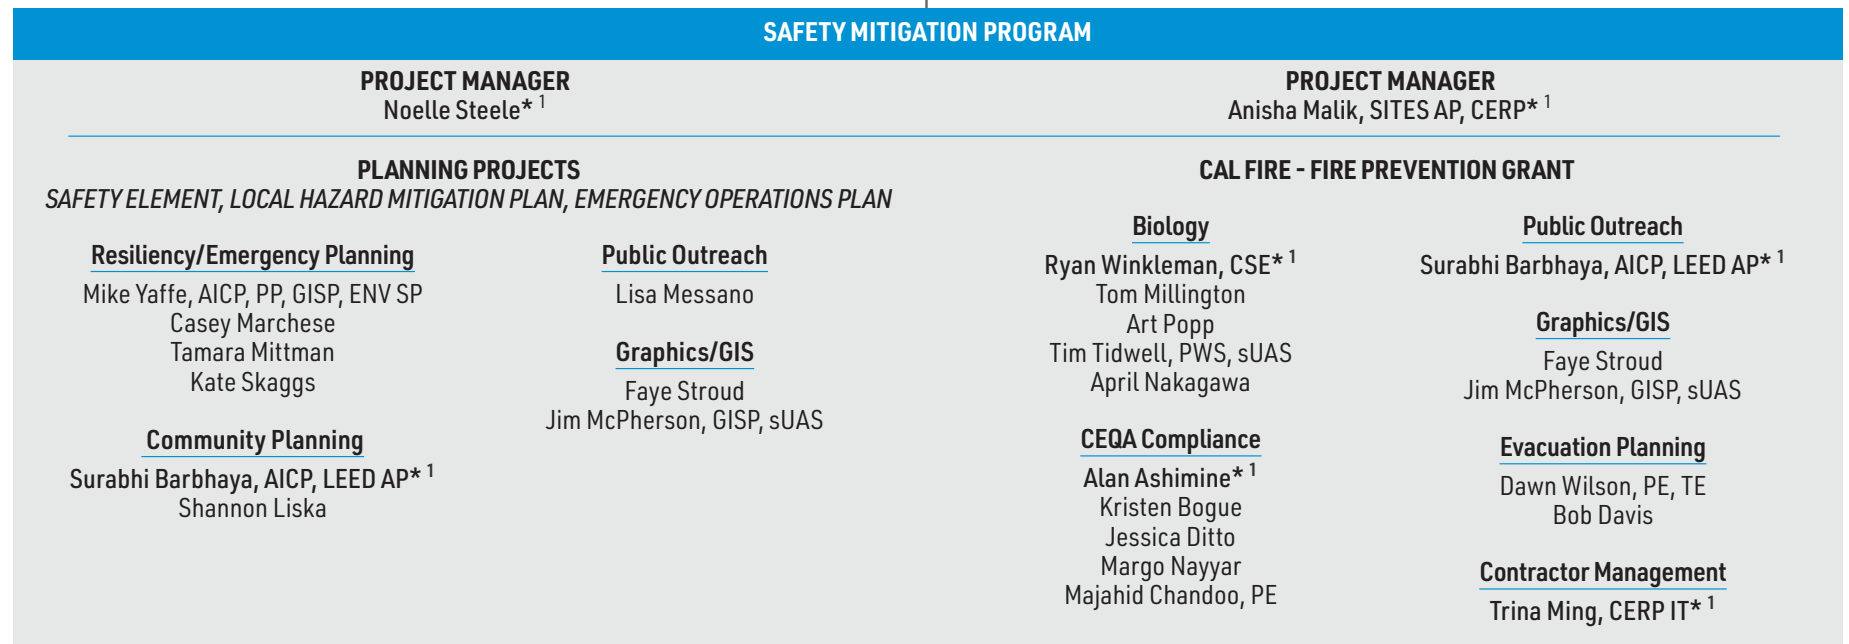 SAFETY MITIGATION PROGRAM
PROJECT MANAGER
Noelle Steele* 1
PROJECT MANAGER
Anisha Malik, SITES AP, CERP* 1
PLANNING PROJECTS
SAFETY ELEMENT, LOCAL HAZARD MITIGATION PLAN, EMERGENCY OPERATIONS PLAN
Resiliency/Emergency Planning
Mike Yaffe, AICP, PP, GISP, ENV SP
Casey Marchese
Tamara Mittman
Kate Skaggs
Community Planning
Surabhi Barbhaya, AICP, LEED AP* 1
Shannon Liska
Public Outreach
Lisa Messano
Graphics/GIS
Faye Stroud
Jim McPherson, GISP, sUAS
CAL FIRE - FIRE PREVENTION GRANT
Biology
Ryan Winkleman, CSE* 1
Tom Millington
Art Popp
Tim Tidwell, PWS, sUAS
April Nakagawa
CEQA Compliance
Alan Ashimine* 1
Kristen Bogue
Jessica Ditto
Margo Nayyar
Majahid Chandoo, PE
Public Outreach
Surabhi Barbhaya, AICP, LEED AP* 1
Graphics/GIS
Faye Stroud
Jim McPherson, GISP, sUAS
Evacuation Planning
Dawn Wilson, PE, TE
Bob Davis
Contractor Management
Trina Ming, CERP IT* 1